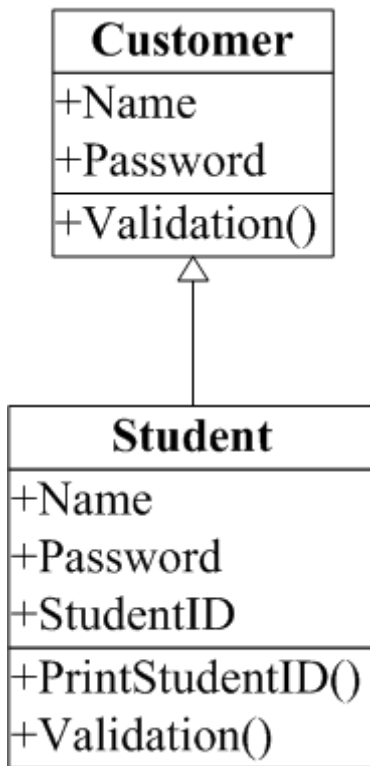 Customer
+Name
+Password
+Validation()
Student
+Name
+Password
+StudentID
+PrintStudentID()
+Validation()